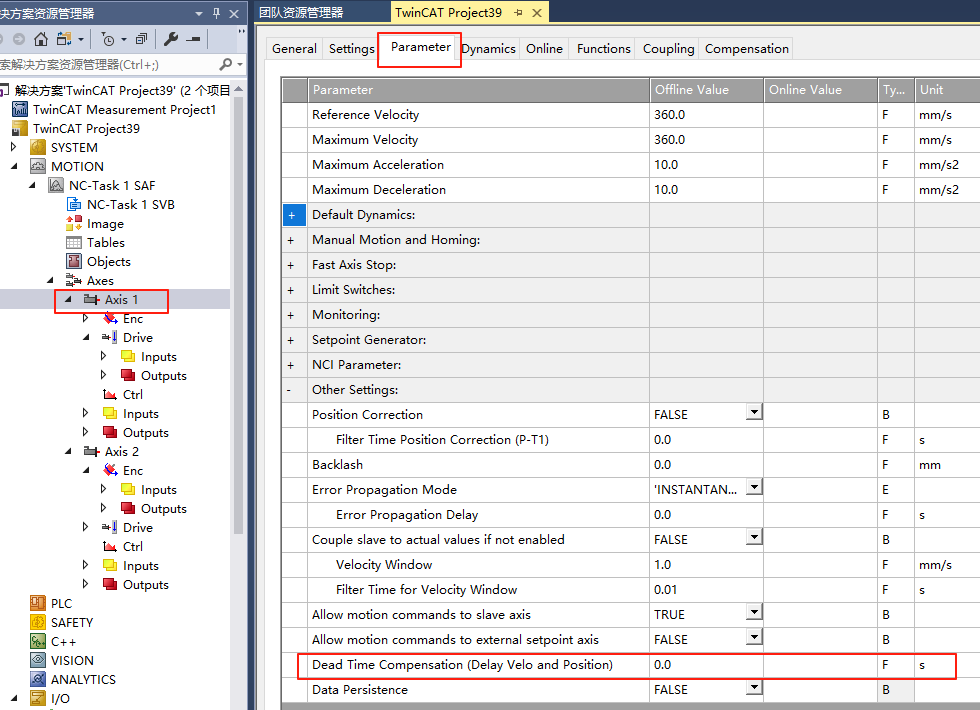 决方案资源管理器
索解决方案资源管理器(Ctrl+;)
解决方案'TwinCAT Project39' (2 个项目
TwinCAT Measurement Project1
TwinCAT Project39
SYSTEM
MOTION
NC-Task 1 SAF
NC-Task 1 SVB
Image
Tables
Objects
Axes
Axis 1
Enc
Drive
Inputs
Outputs
Ctrl
Inputs
Outputs
Axis 2
Enc
Inputs
Outputs
Drive
Ctrl
Inputs
Outputs
PLC
SAFETY
C++
VISION
ANALYTICS
I/O
团队资源管理器 TwinCAT Project39
General Settings Parameter Dynamics Online Functions Coupling Compensation
Parameter Offline Value Online Value Ty... Unit
Reference Velocity 360.0 F mm/s
Maximum Velocity 360.0 F mm/s
Maximum Acceleration 10.0 F mm/s2
Maximum Deceleration 10.0 F mm/s2
+ Default Dynamics:
+ Manual Motion and Homing:
+ Fast Axis Stop:
+ Limit Switches:
+ Monitoring:
+ Setpoint Generator:
+ NCI Parameter:
- Other Settings:
Position Correction FALSE B
Filter Time Position Correction (P-T1) 0.0 F s
Backlash 0.0 F mm
Error Propagation Mode 'INSTANTAN... E
Error Propagation Delay 0.0 F s
Couple slave to actual values if not enabled FALSE B
Velocity Window 1.0 F mm/s
Filter Time for Velocity Window 0.01 F s
Allow motion commands to slave axis TRUE B
Allow motion commands to external setpoint axis FALSE B
Dead Time Compensation (Delay Velo and Position) 0.0 F s
Data Persistence FALSE B